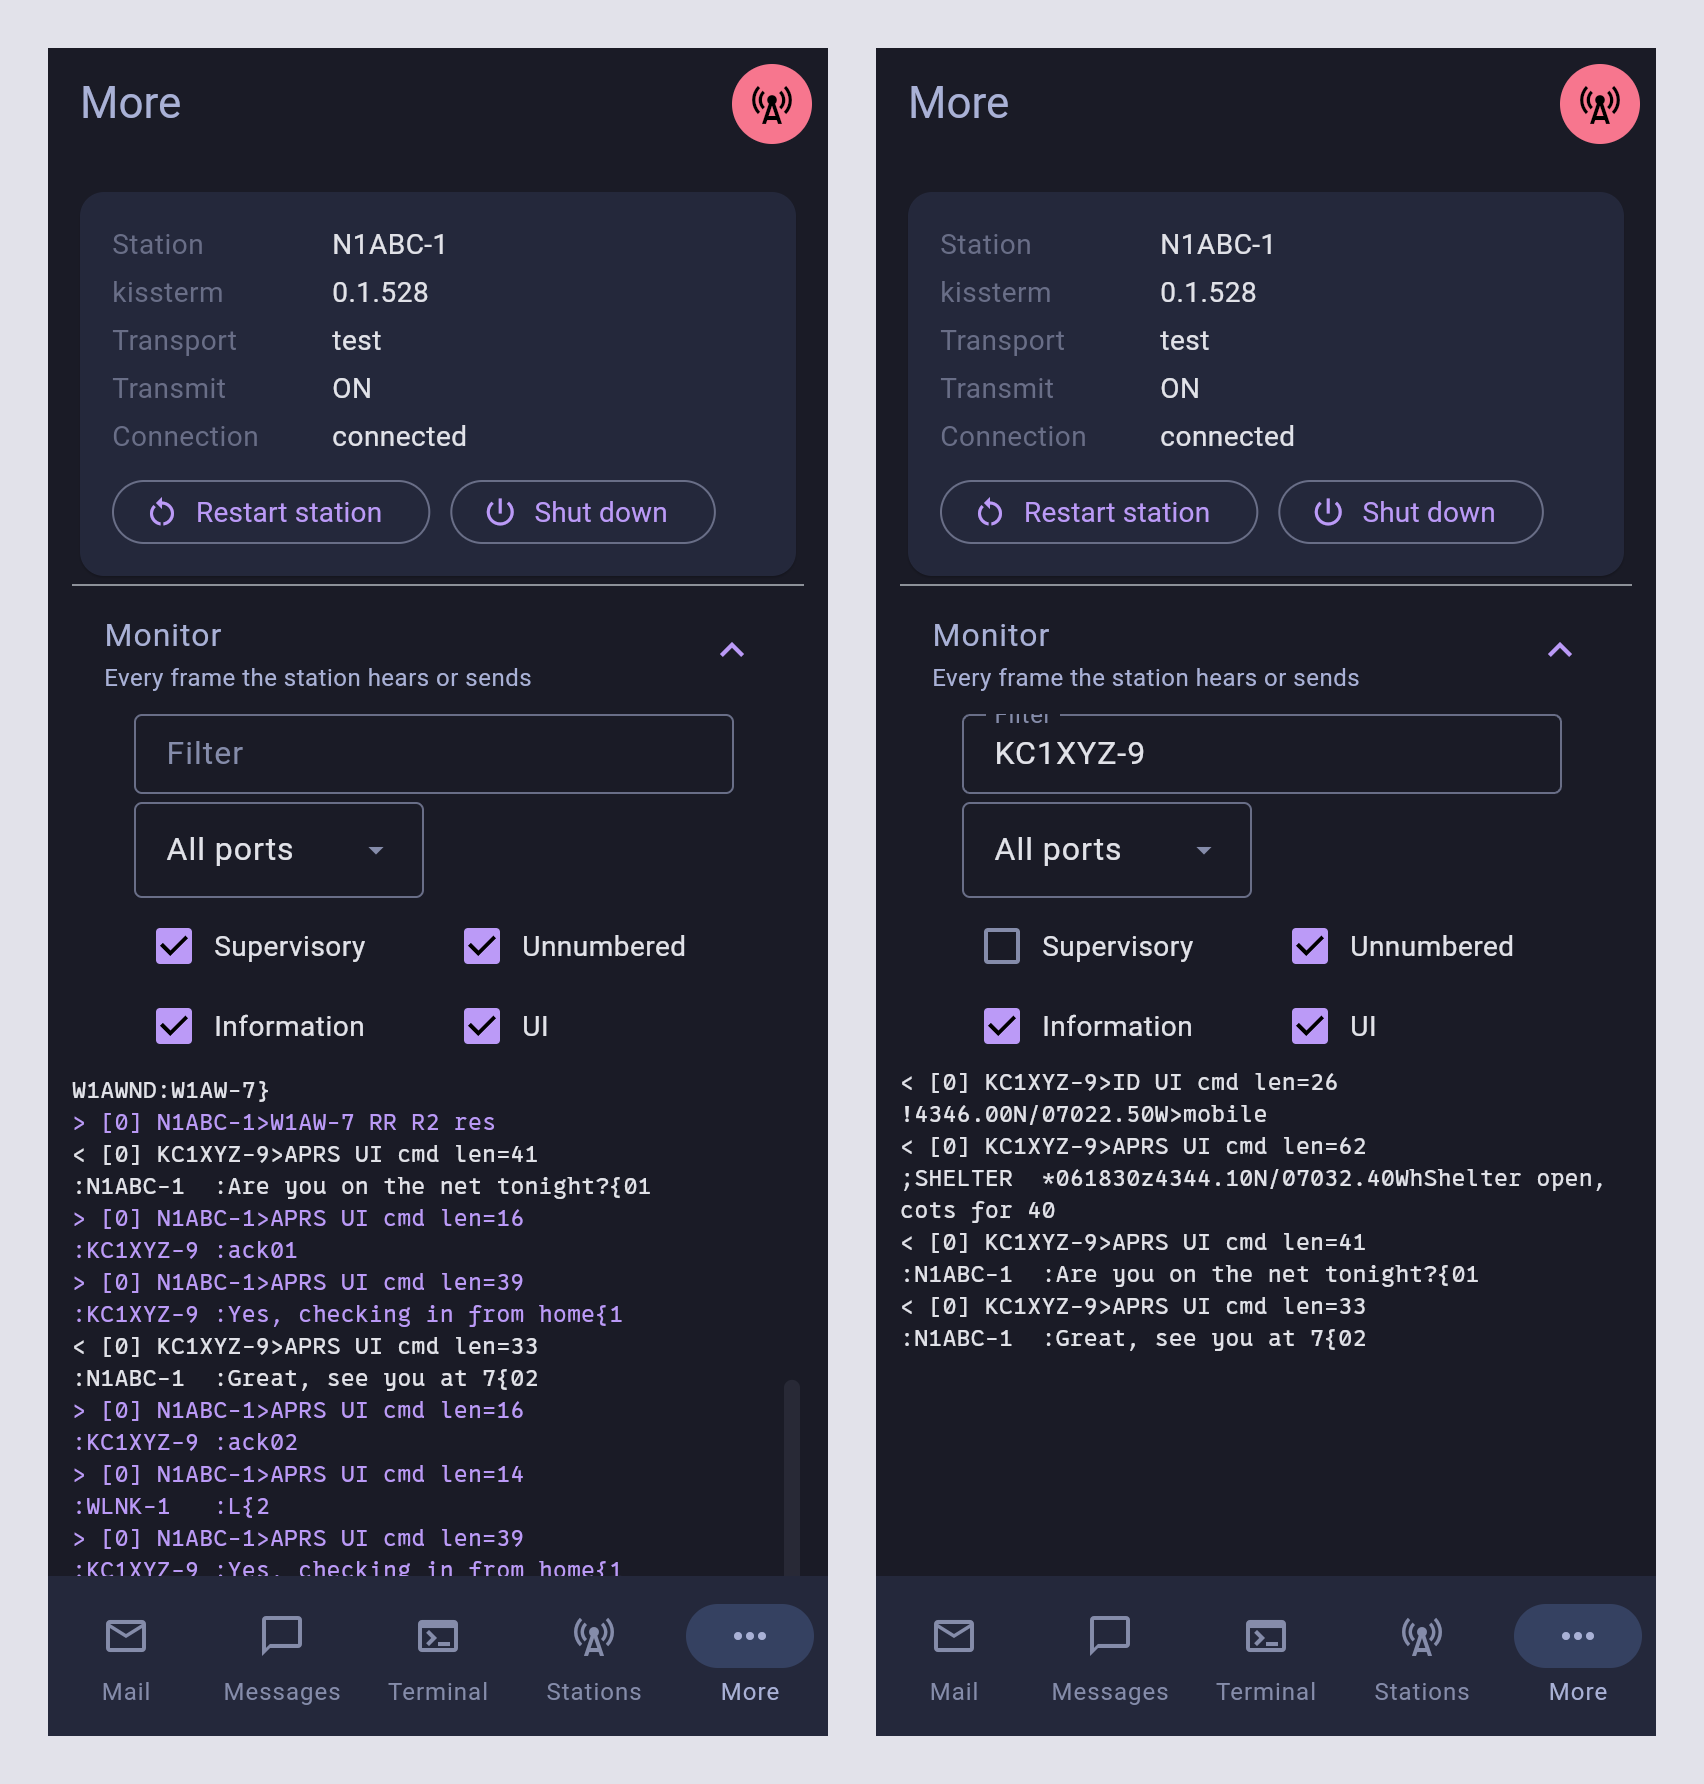 More
Station N1ABC-1
kissterm 0.1.528
Transport test
Transmit ON
Connection connected
Restart station Shut down
Monitor
Every frame the station hears or sends
Filter
All ports
Supervisory Unnumbered
Information UI
W1AWND:W1AW-7}
> [0] N1ABC-1>W1AW-7 RR R2 res
< [0] KC1XYZ-9>APRS UI cmd len=41
:N1ABC-1  :Are you on the net tonight?{01
> [0] N1ABC-1>APRS UI cmd len=16
:KC1XYZ-9 :ack01
> [0] N1ABC-1>APRS UI cmd len=39
:KC1XYZ-9 :Yes, checking in from home{1
< [0] KC1XYZ-9>APRS UI cmd len=33
:N1ABC-1  :Great, see you at 7{02
> [0] N1ABC-1>APRS UI cmd len=16
:KC1XYZ-9 :ack02
> [0] N1ABC-1>APRS UI cmd len=14
:WLNK-1   :L{2
> [0] N1ABC-1>APRS UI cmd len=39
:KC1XYZ-9 :Yes, checking in from home{1
Mail Messages Terminal Stations More
More
Station N1ABC-1
kissterm 0.1.528
Transport test
Transmit ON
Connection connected
Restart station Shut down
Monitor
Every frame the station hears or sends
Filter
KC1XYZ-9
All ports
Supervisory Unnumbered
Information UI
< [0] KC1XYZ-9>ID UI cmd len=26
!4346.00N/07022.50W>mobile
< [0] KC1XYZ-9>APRS UI cmd len=62
;SHELTER  *061830z4344.10N/07032.40WhShelter open,
cots for 40
< [0] KC1XYZ-9>APRS UI cmd len=41
:N1ABC-1  :Are you on the net tonight?{01
< [0] KC1XYZ-9>APRS UI cmd len=33
:N1ABC-1  :Great, see you at 7{02
Mail Messages Terminal Stations More